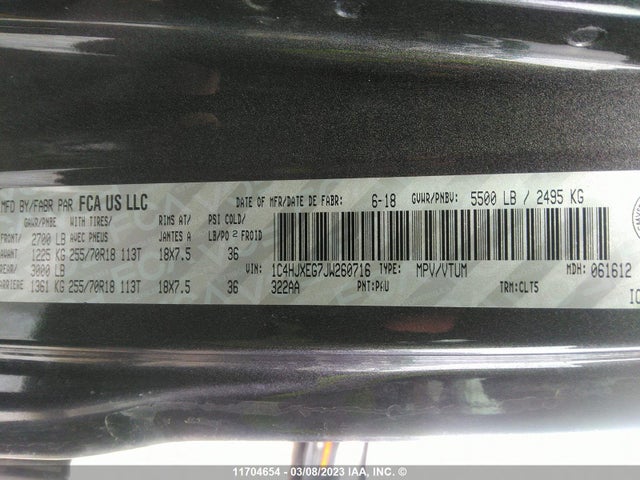 MFD BY/FABR PAR FCA US LLC DATE OF MFR/DATE DE FABR: 6-18 GVWR/PNBV: 5500 LB / 2495 KG
GAWR/PNBE WITH TIRES/ RIMS AT/ PSI COLD/
FRONT/ 2700 LB AVEC PNEUS JANTES A LB/PO2 FROID
AVANT 1225 KG 255/70R18 113T 18X7.5 36
REAR/ 3000 LB VIN: 1C4HJXEG7JW260716 TYPE: MPV/VTUM MDH: 061612
ARRIERE 1361 KG 255/70R18 113T 18X7.5 36 322AA PNT: TRM:CLT5
IC
11704654 - 03/08/2023 IAA, INC. ©